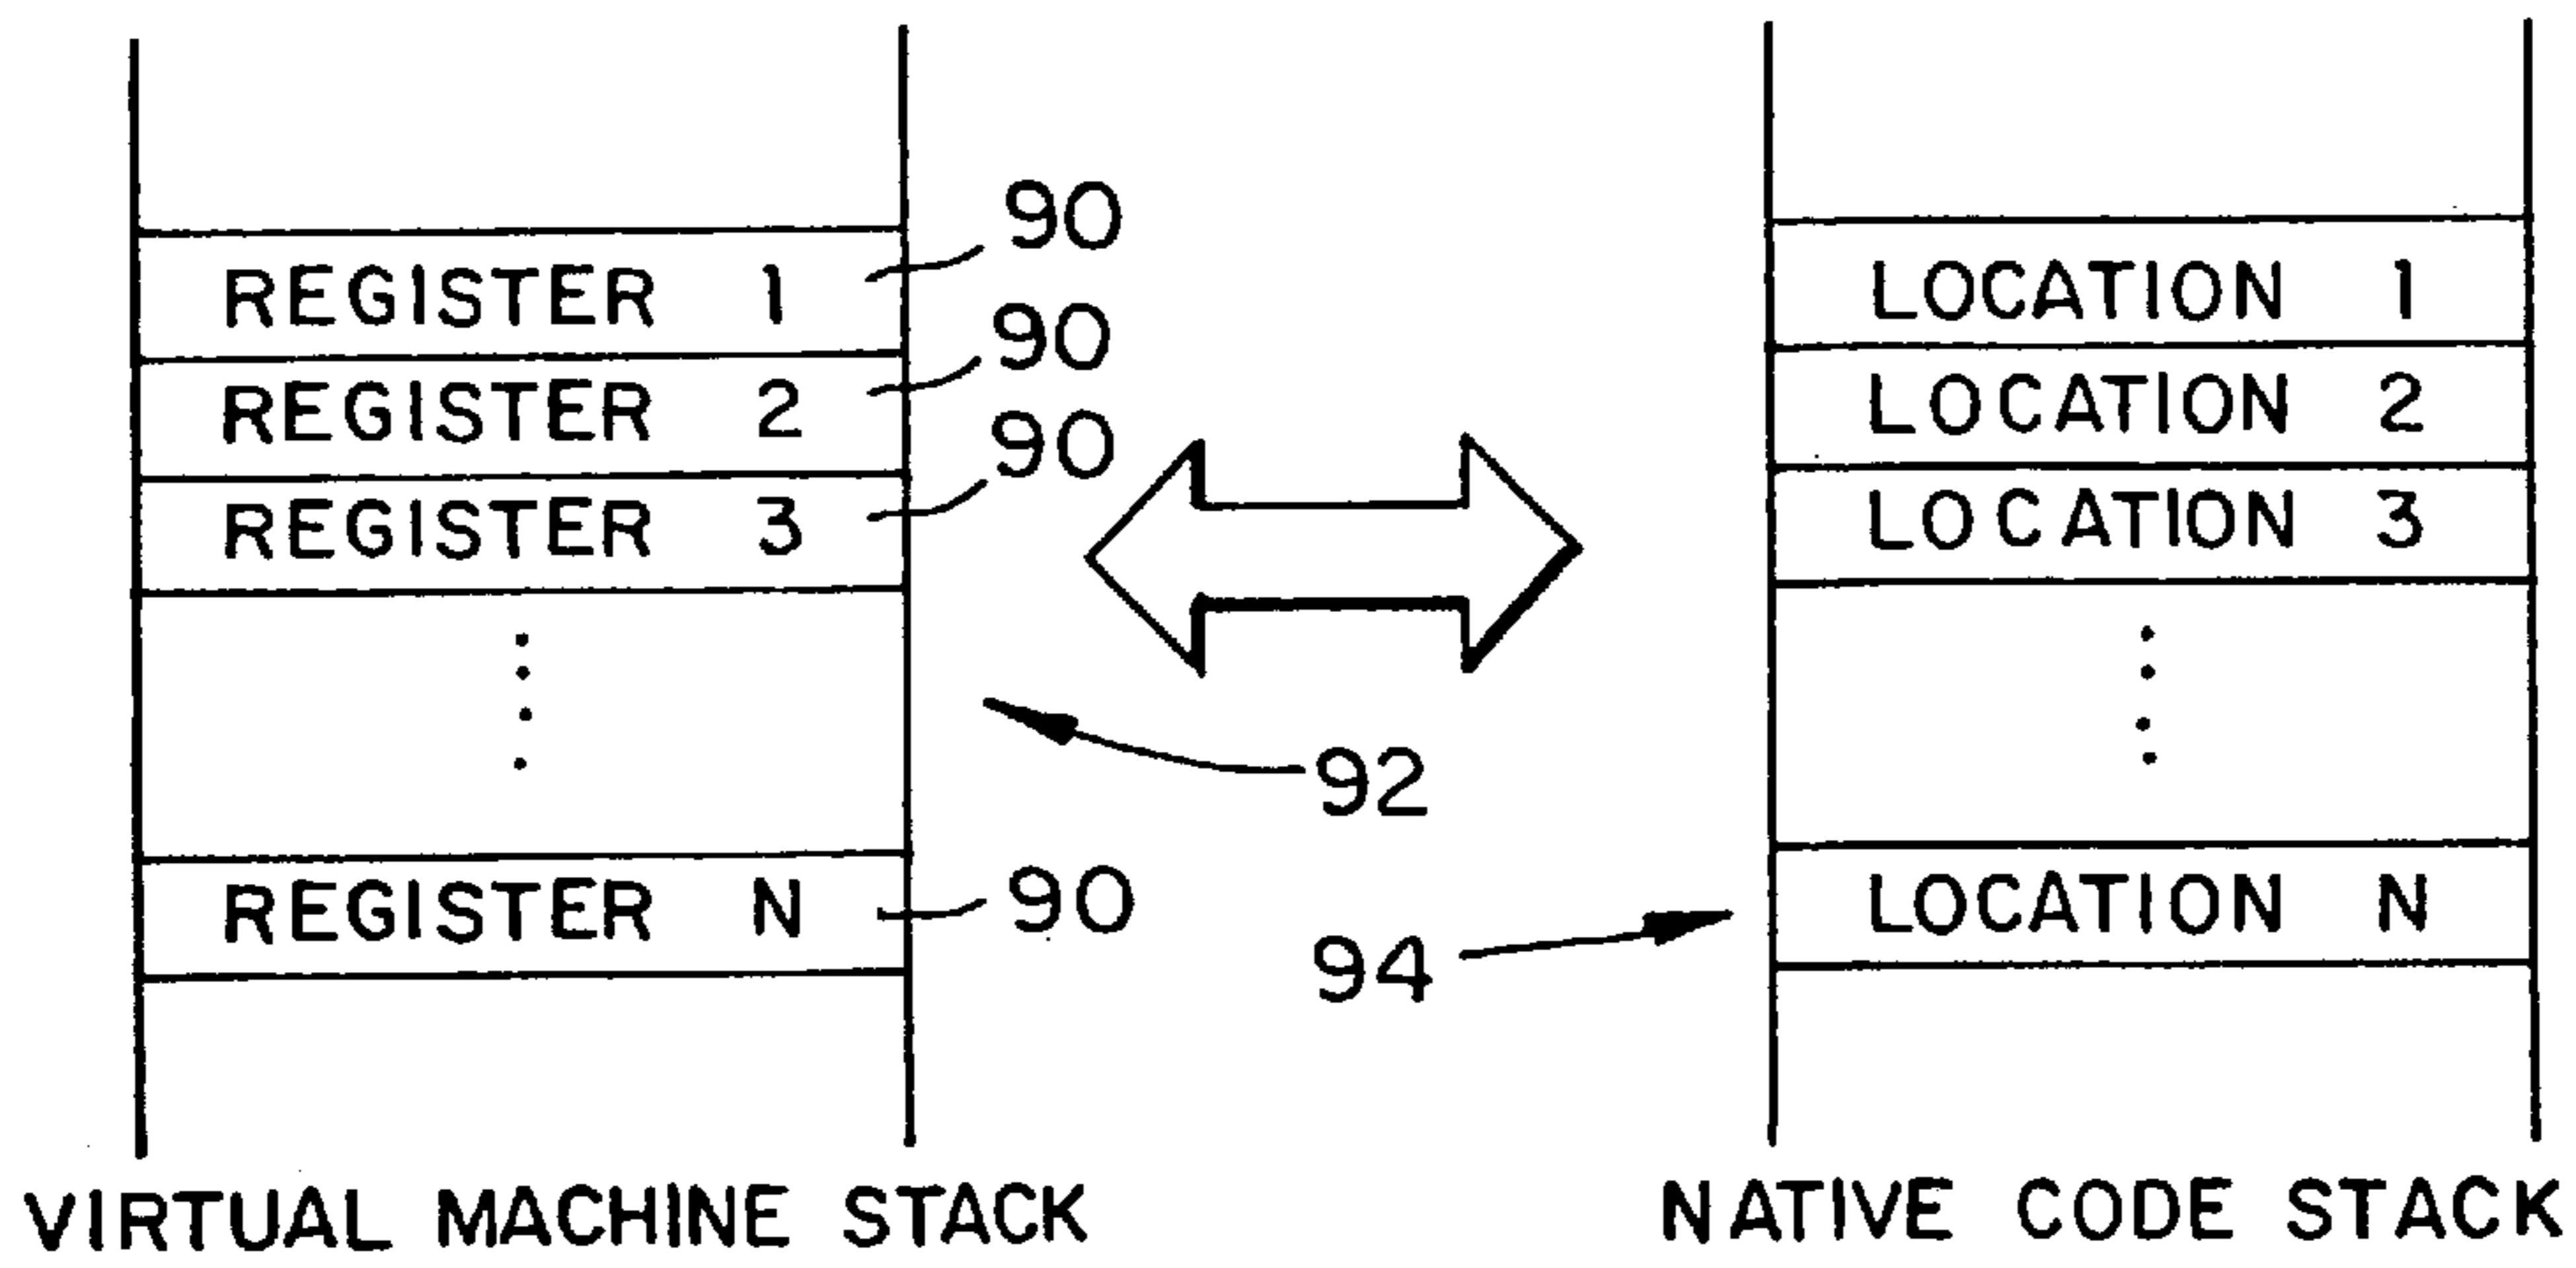 90
REGISTER 1
LOCATION 1
90
REGISTER 2
LOCATION 2
90
REGISTER 3
LOCATION 3
92
REGISTER N
90
LOCATION N
94
VIRTUAL MACHINE STACK
NATIVE CODE STACK